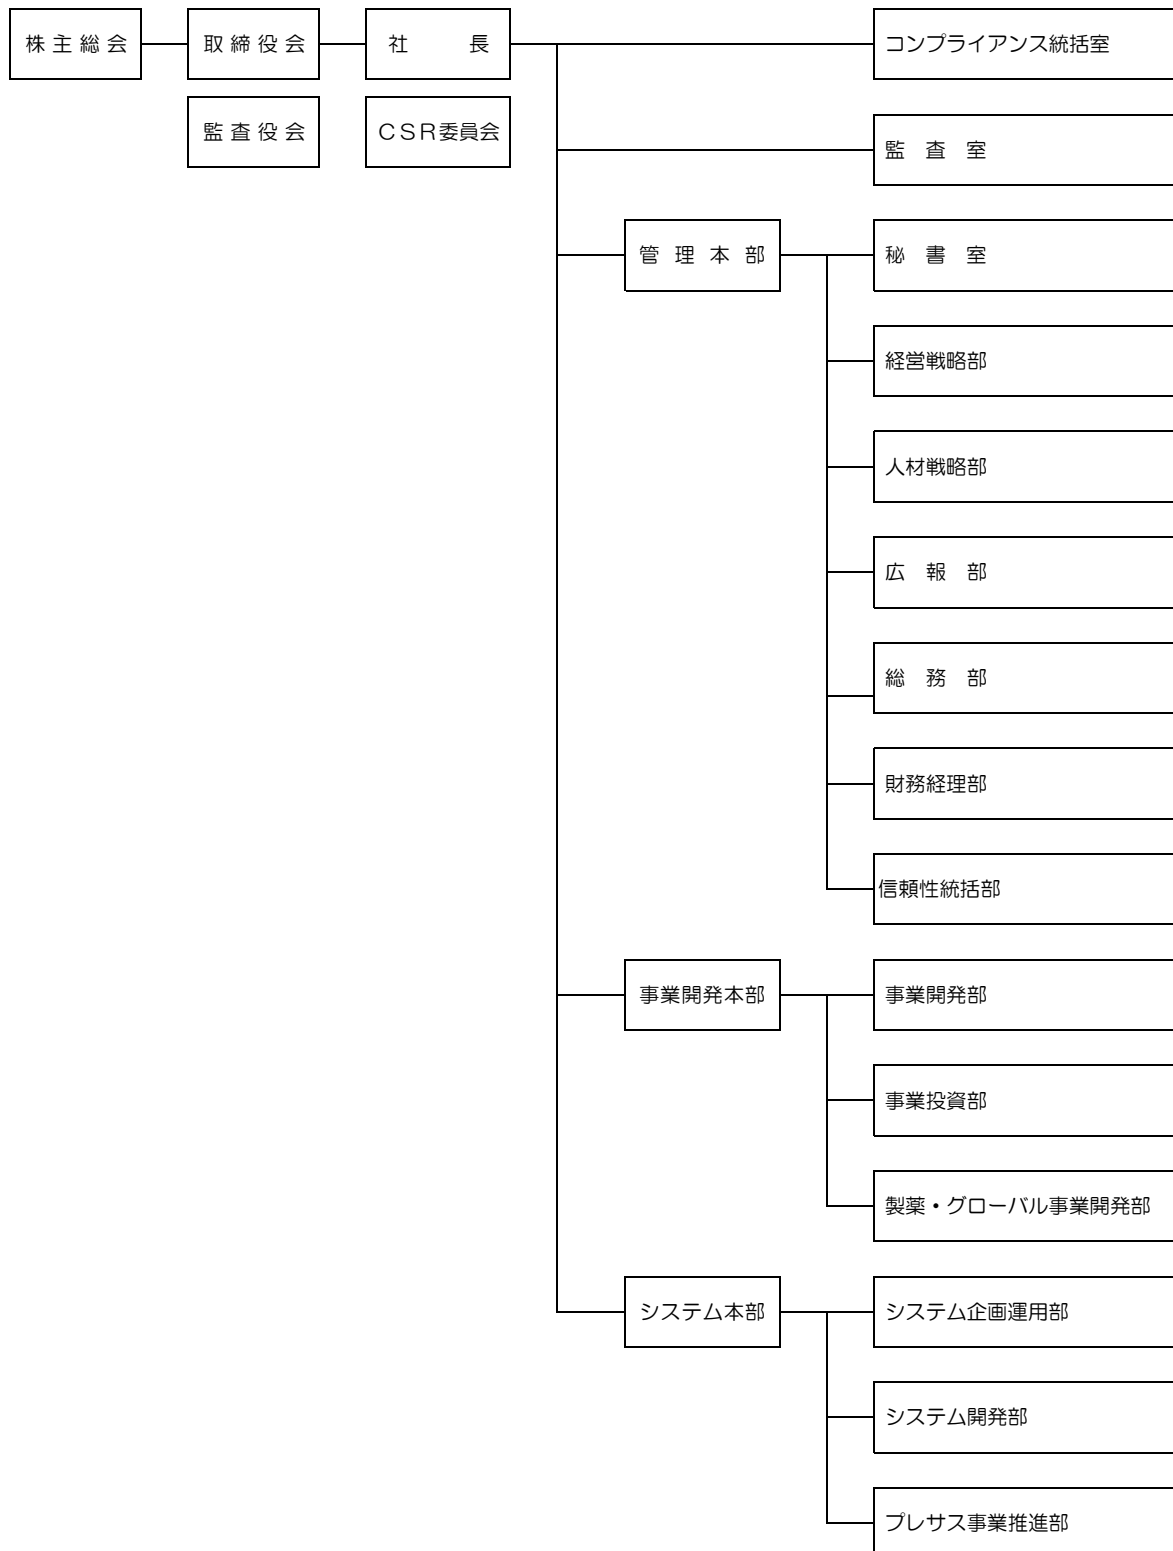 株主総会
取締役会
社長
コンプライアンス統括室
監査役会
CSR委員会
監査室
管理本部
秘書室
経営戦略部
人材戦略部
広報部
総務部
財務経理部
信頼性統括部
事業開発本部
事業開発部
事業投資部
製薬・グローバル事業開発部
システム本部
システム企画運用部
システム開発部
プレサス事業推進部